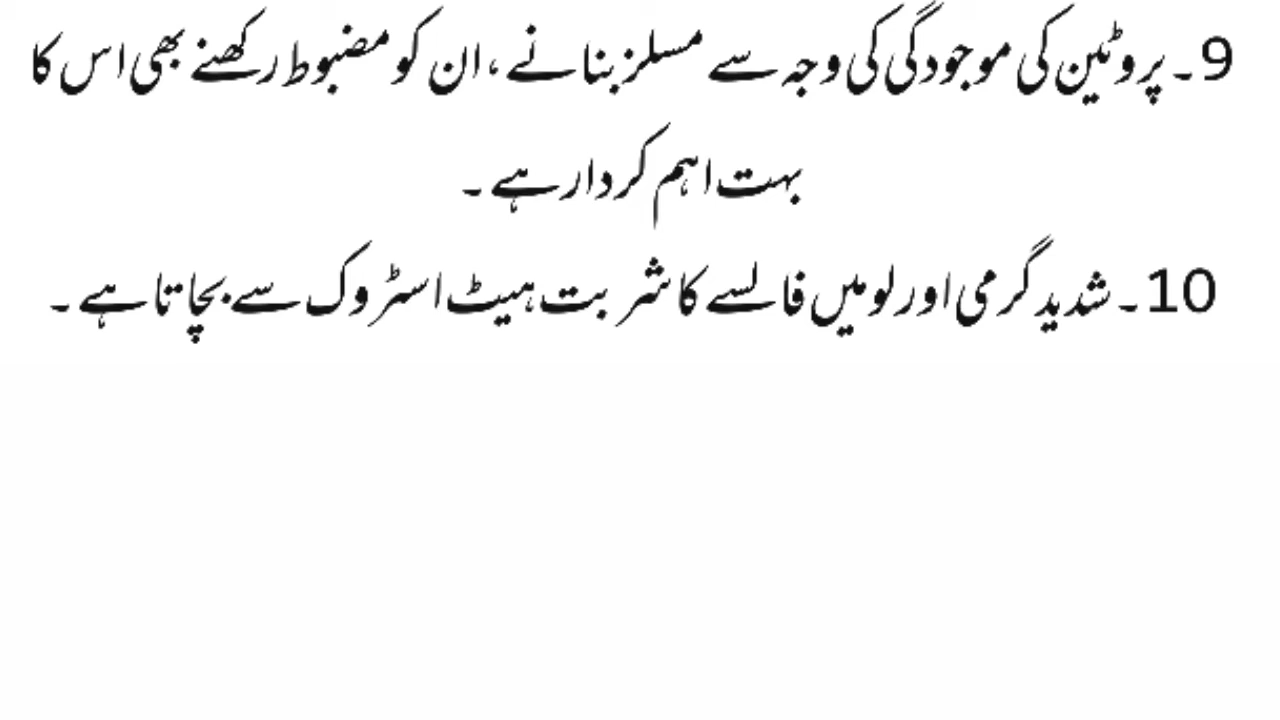 9۔ پروٹین کی موجودگی کی وجہ سے مسلز بنانے، ان کو مضبوط رکھنے بھی اس کا
بہت اہم کردار ہے۔
10۔ شدید گرمی اور لو میں فالسے کا شربت ہیٹ اسٹروک سے بچاتا ہے۔